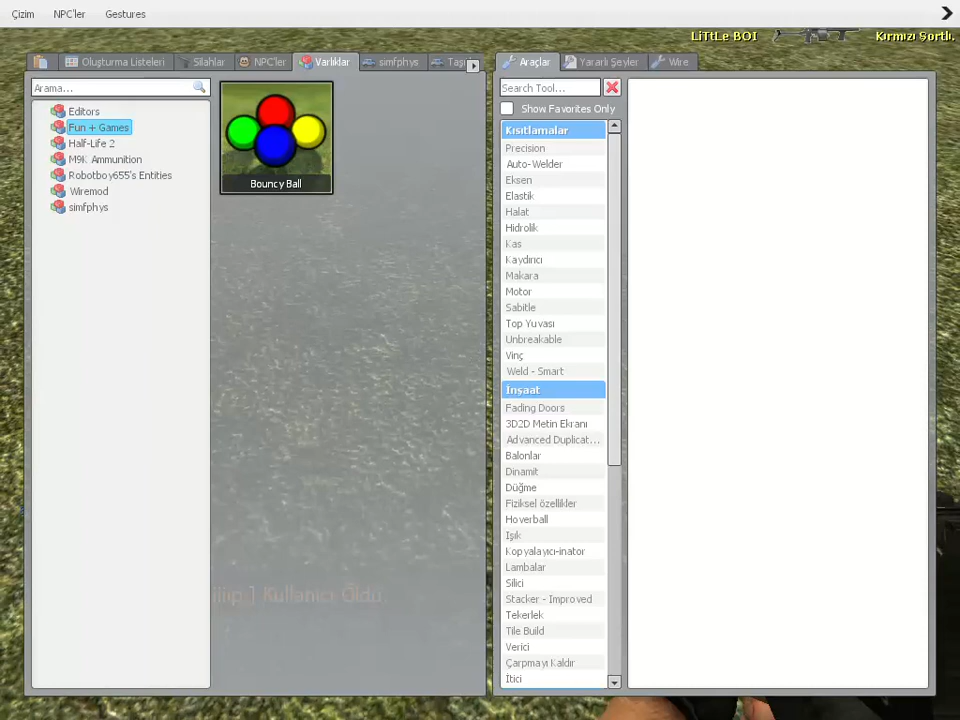 Çizim NPC'ler Gestures
LiTtLe BOI Kırmızı Şortlu.
Oluşturma Listeleri Silahlar NPC'ler Varlıklar simfphys
Araçlar Yararlı Şeyler Wire
Arama...
Editors
Fun + Games
Half-Life 2
M9K Ammunition
Robotboy655's Entities
Wiremod
simfphys
Bouncy Ball
Kullanıcı Öldü
Search Tool...
Show Favorites Only
Kısıtlamalar
Precision
Auto-Welder
Eksen
Elastik
Halat
Hidrolik
Kas
Kaydırıcı
Makara
Motor
Sabitle
Top Yuvası
Unbreakable
Vinç
Weld - Smart
İnşaat
Fading Doors
3D2D Metin Ekranı
Advanced Duplicat...
Balonlar
Dinamit
Düğme
Fiziksel özellikler
Hoverball
Işık
Kopyalayıcı-inator
Lambalar
Silici
Stacker - Improved
Tekerlek
Tile Build
Verici
Çarpmayı Kaldır
İtici